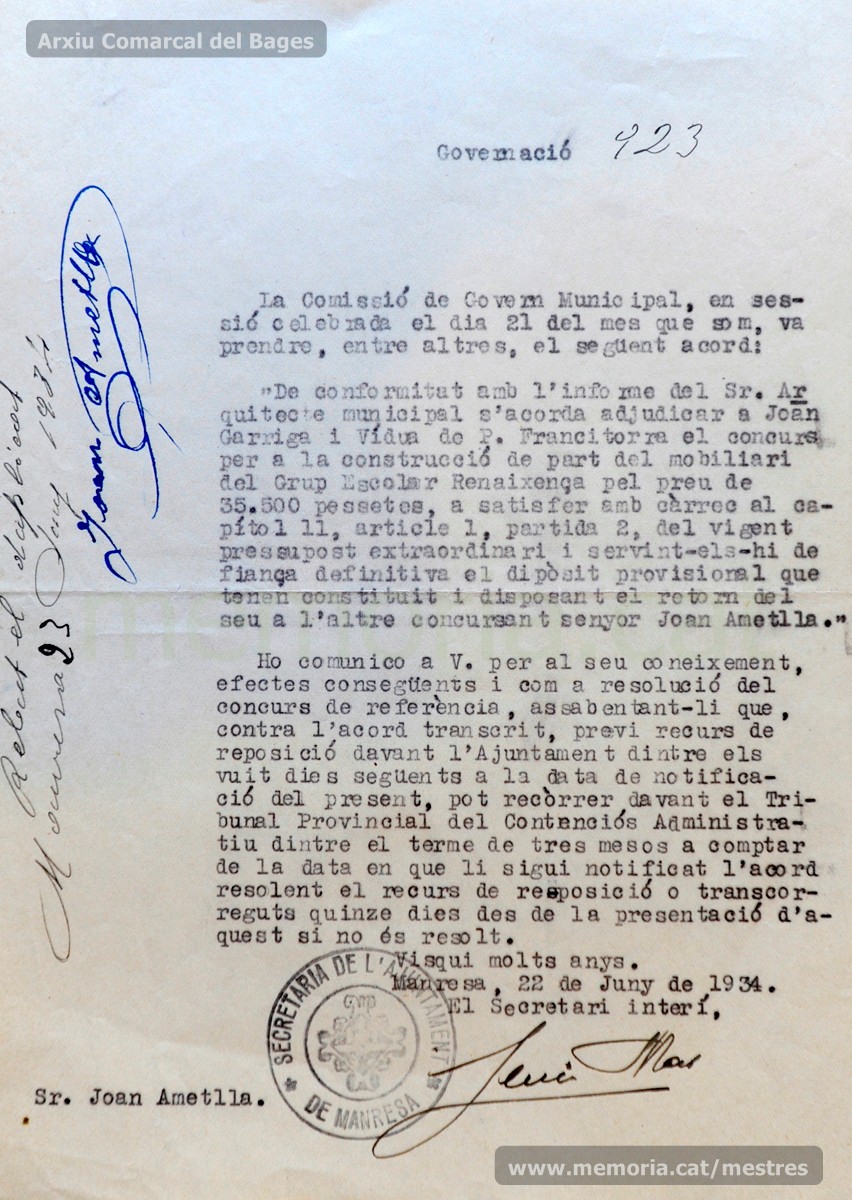 Arxiu Comarcal del Bages
Governació 923
La Comissió de Govern Municipal, en ses-
sió celebrada el dia 21 del mes que som, va
prendre, entre altres, el següent acord:
"De conformitat amb l'informe del Sr. Ar
quitecte municipal s'acorda adjudicar a Joan
Garriga i Vídua de P. Francitorra el concurs
per a la construcció de part del mobiliari
del Grup Escolar Renaixença pel preu de
35.500 pessetes, a satisfer amb càrrec al ca-
pítol 11, article 1, partida 2, del vigent
pressupost extraordinari i servint-els-hi de
fiança definitiva el dipòsit provisional que
tenen constituit i disposant el retorn del
seu a l'altre concursant senyor Joan Ametlla."
Ho comunico a V. per al seu coneixement,
efectes consegüents i com a resolució del
concurs de referència, assabentant-li que,
contra l'acord transcrit, previ recurs de
reposició davant l'Ajuntament dintre els
vuit dies següents a la data de notifica-
ció del present, pot recòrrer davant el Tri-
bunal Provincial del Contenciós Administra-
tiu dintre el terme de tres mesos a comptar
de la data en que li sigui notificat l'acord
resolent el recurs de resposició o transcor-
reguts quinze dies des de la presentació d'a-
quest si no és resolt.
Visqui molts anys.
Manresa, 22 de Juny de 1934.
El Secretari interí,
SECRETARIA DE L'AJUNTAMENT
DE MANRESA
Sr. Joan Ametlla.
Rebut el duplicat
Manresa 23 Juny 1934
Joan Ametlla
www.memoria.cat/mestres